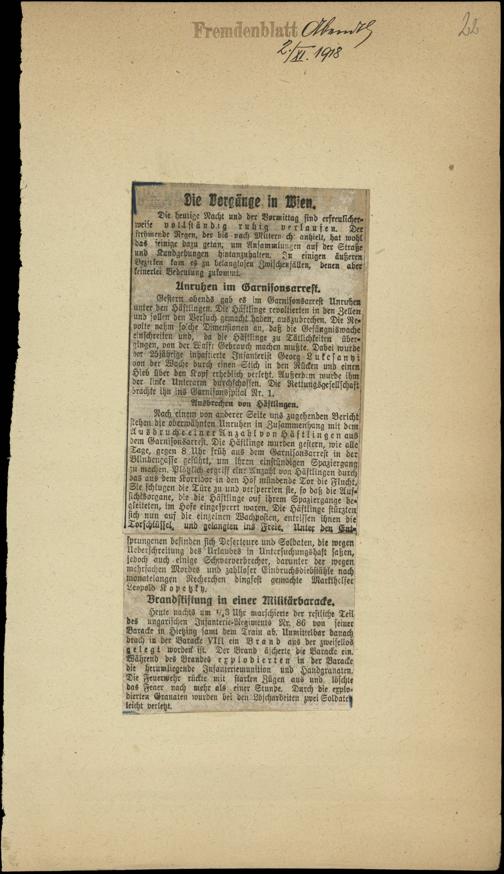 Fremdenblatt Abendbl
22
2./XI. 1918
Die Vorgänge in Wien.
Die heutige Nacht und der Vormittag sind erfreulicher-
weise vollständig ruhig verlaufen. Der
strömende Regen, der bis nach Mitternacht anhielt, hat wohl
das seinige dazu getan, um Ansammlungen auf der Straße
und Kundgebungen hintanzuhalten. In einigen äußeren
Bezirken kam es zu belanglosen Zwischenfällen, denen aber
keinerlei Bedeutung zukommt.
Unruhen im Garnisonsarrest.
Gestern abends gab es im Garnisonsarrest Unruhen
unter den Häftlingen. Die Häftlinge revoltierten in den Zellen
und sollen den Versuch gemacht haben, auszubrechen. Die Re-
volte nahm solche Dimensionen an, daß die Gefängniswache
einschreiten und, da die Häftlinge zu Tätlichkeiten über-
gingen, von der Waffe Gebrauch machen mußte. Dabei wurde
der 25jährige inhaftierte Infanterist Georg Lukesanyi
von der Wache durch einen Stich in den Rücken und einen
Hieb über den Kopf erheblich verletzt. Außerdem wurde ihm
der linke Unterarm durchschossen. Die Rettungsgesellschaft
brachte ihn ins Garnisonsspital Nr. 1.
Ausbrechen von Häftlingen.
Nach einem von anderer Seite uns zugehenden Bericht
stehen die oberwähnten Unruhen in Zusammenhang mit dem
Ausbruche einer Anzahl von Häftlingen aus
dem Garnisonsarrest. Die Häftlinge wurden gestern, wie alle
Tage, gegen 8 Uhr früh aus dem Garnisonsarrest in der
Blindengasse geführt, um ihren einstündigen Spaziergang
zu machen. Plötzlich ergriff eine Anzahl von Häftlingen durch
das aus dem Korridor in den Hof mündende Tor die Flucht.
Sie schlugen die Türe zu und versperrten sie, so daß die Auf-
sichtsorgane, die die Häftlinge auf ihrem Spaziergange be-
gleiteten, im Hofe eingesperrt waren. Die Häftlinge stürzten
sich nun auf die einzelnen Wachposten, entrissen ihnen die
Torschlüssel, und gelangten ins Freie. Unter den Ent-
sprungenen befinden sich Deserteure und Soldaten, die wegen
Ueberschreitung des Urlaubes in Untersuchungshaft saßen,
jedoch auch einige Schwerverbrecher, darunter der wegen
mehrfachen Mordes und zahlloser Einbruchsdiebstähle nach
monatelangen Recherchen dingfest gemachte Markthelfer
Leopold Kopetzky.
Brandstiftung in einer Militärbaracke.
Heute nachts um 1/23 Uhr marschierte der restliche Teil
des ungarischen Infanterie-Regiments Nr. 86 von seiner
Baracke in Hietzing samt dem Train ab. Unmittelbar danach
brach in der Baracke VIII ein Brand aus der zweifellos
gelegt worden ist. Der Brand äscherte die Baracke ein.
Während des Brandes explodierten in der Baracke
die herumliegende Infanteriemunition und Handgranaten.
Die Feuerwehr rückte mit starken Zügen aus und löschte
das Feuer nach mehr als einer Stunde. Durch die explo-
dierten Granaten wurden bei den Löscharbeiten zwei Soldaten
leicht verletzt.